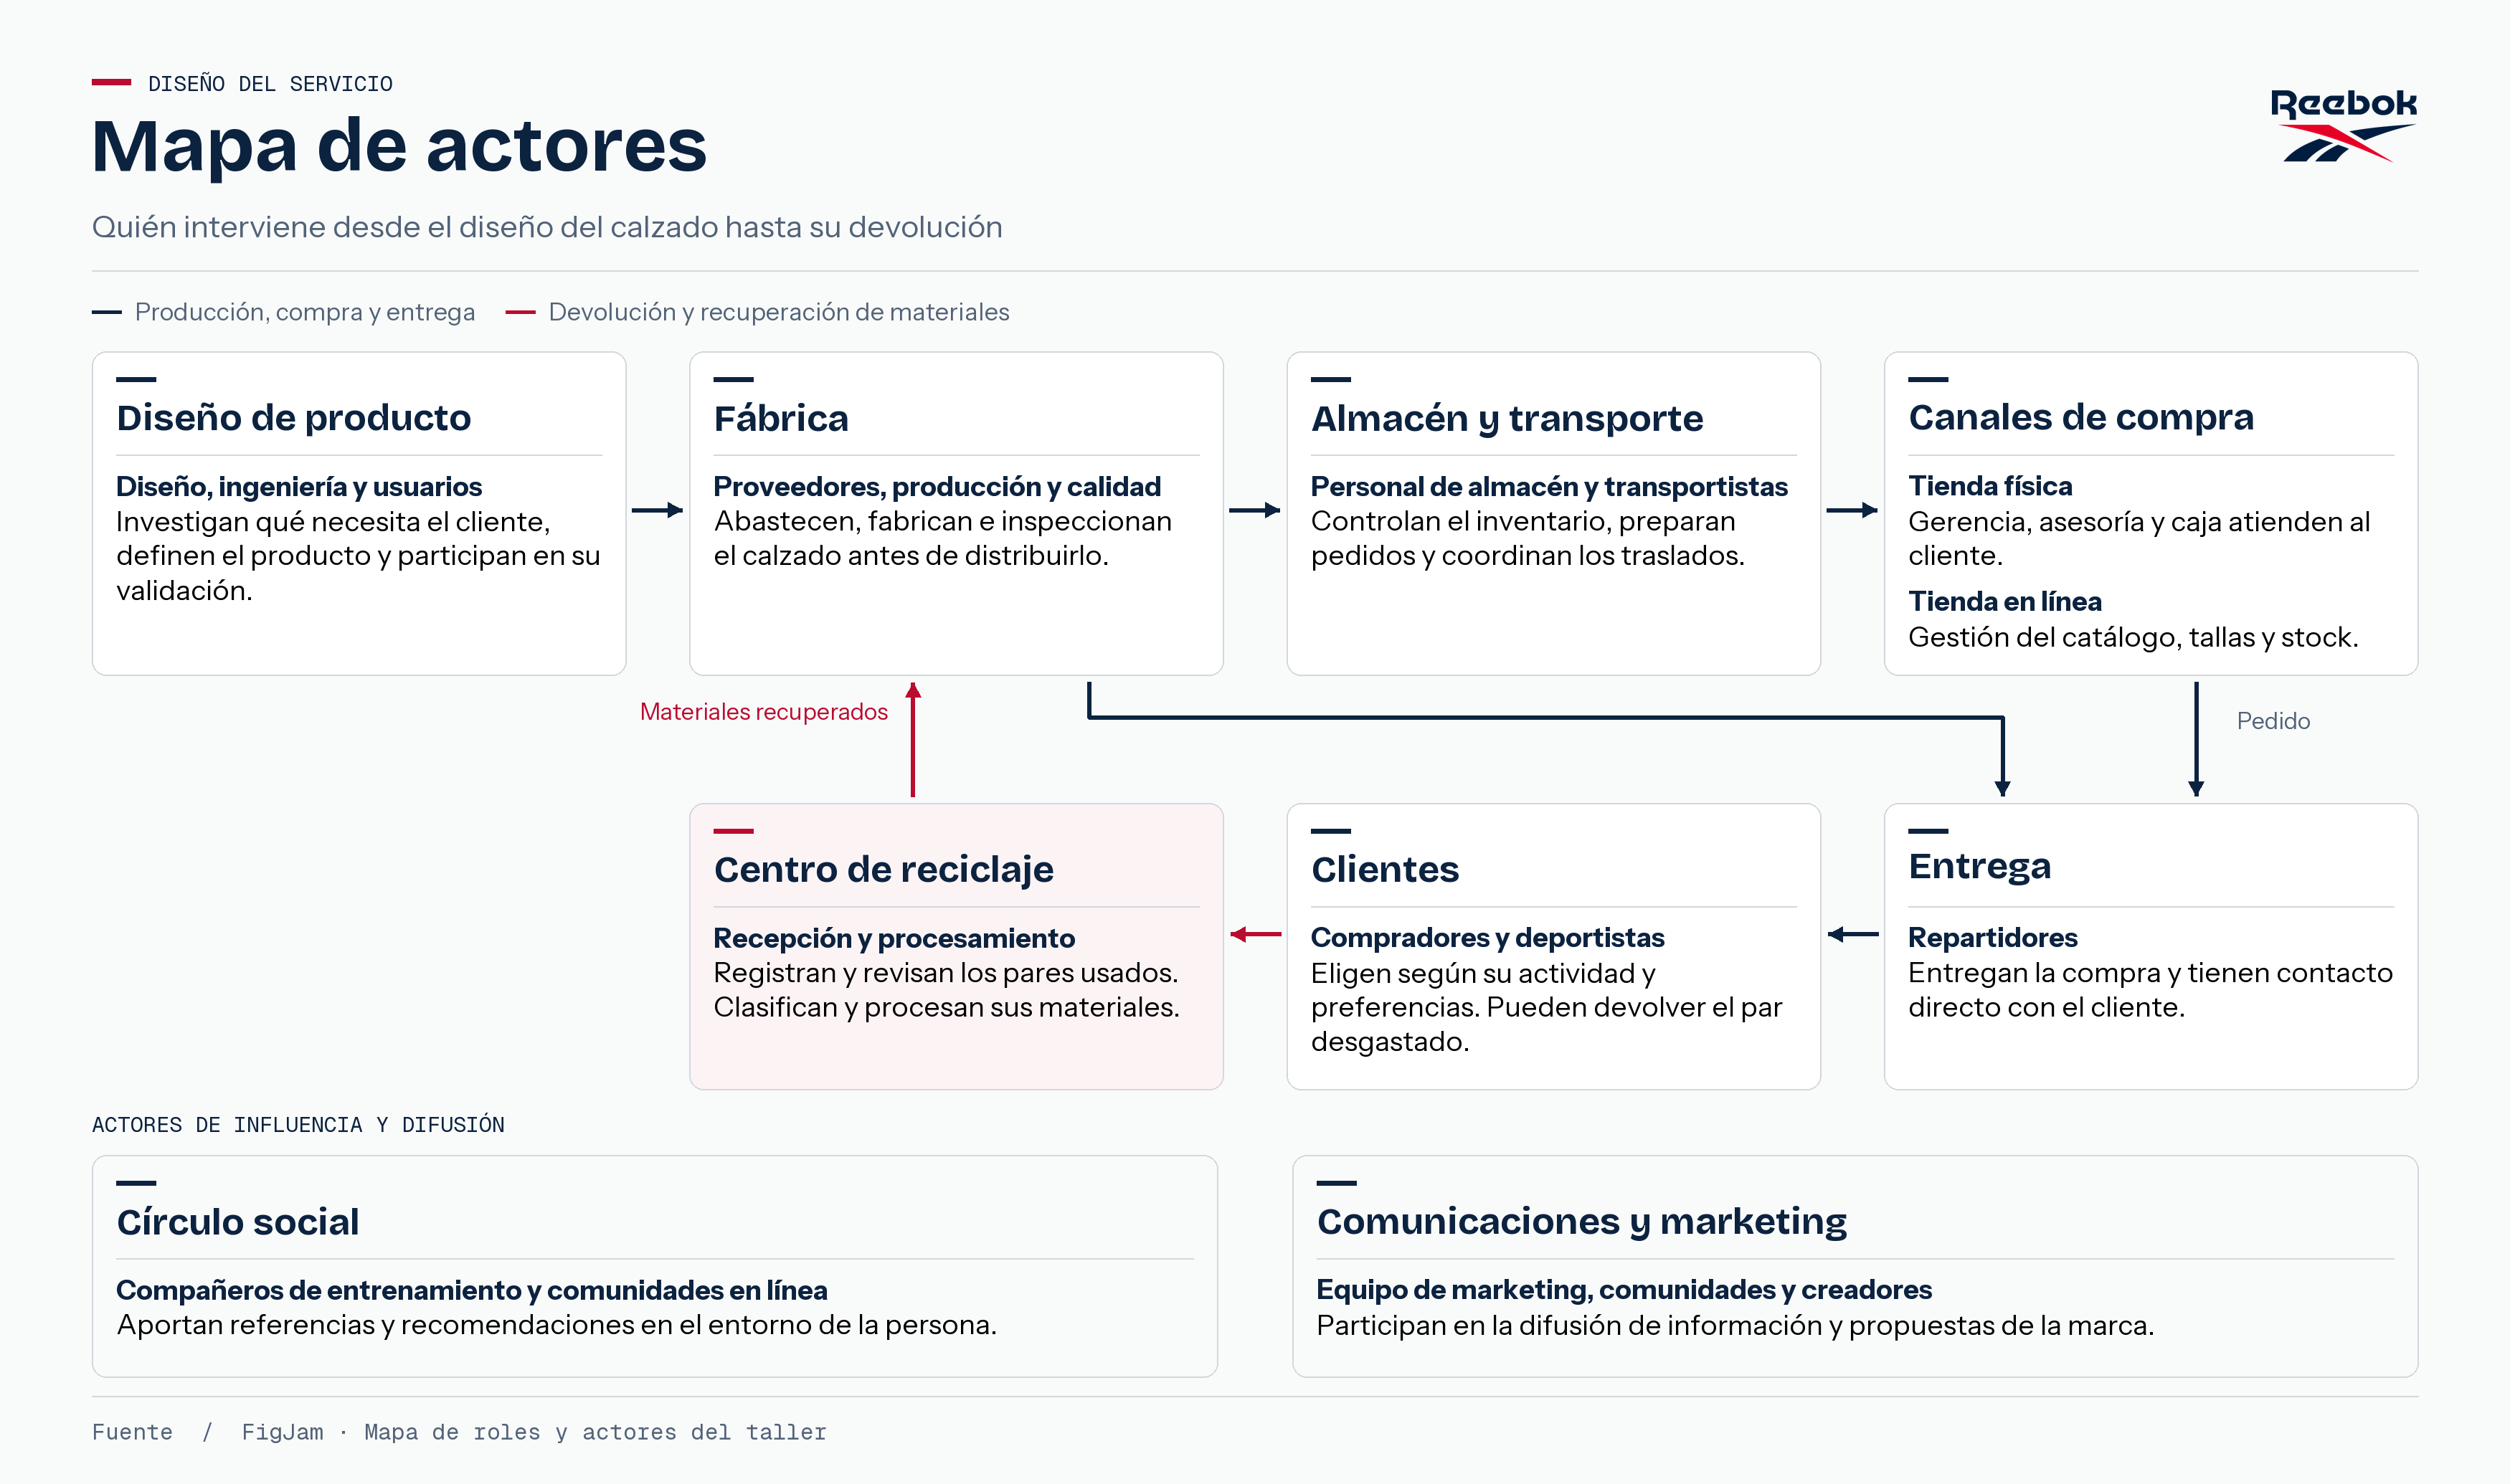 DISEÑO DEL SERVICIO
Mapa de actores
Reebok
Quién interviene desde el diseño del calzado hasta su devolución
Producción, compra y entrega
Devolución y recuperación de materiales
Diseño de producto
Diseño, ingeniería y usuarios
Investigan qué necesita el cliente,
definen el producto y participan en su
validación.
Fábrica
Proveedores, producción y calidad
Abastecen, fabrican e inspeccionan
el calzado antes de distribuirlo.
Almacén y transporte
Personal de almacén y transportistas
Controlan el inventario, preparan
pedidos y coordinan los traslados.
Canales de compra
Tienda física
Gerencia, asesoría y caja atienden al
cliente.
Tienda en línea
Gestión del catálogo, tallas y stock.
Materiales recuperados
Pedido
Centro de reciclaje
Recepción y procesamiento
Registran y revisan los pares usados.
Clasifican y procesan sus materiales.
Clientes
Compradores y deportistas
Eligen según su actividad y
preferencias. Pueden devolver el par
desgastado.
Entrega
Repartidores
Entregan la compra y tienen contacto
directo con el cliente.
ACTORES DE INFLUENCIA Y DIFUSIÓN
Círculo social
Compañeros de entrenamiento y comunidades en línea
Aportan referencias y recomendaciones en el entorno de la persona.
Comunicaciones y marketing
Equipo de marketing, comunidades y creadores
Participan en la difusión de información y propuestas de la marca.
Fuente / FigJam · Mapa de roles y actores del taller